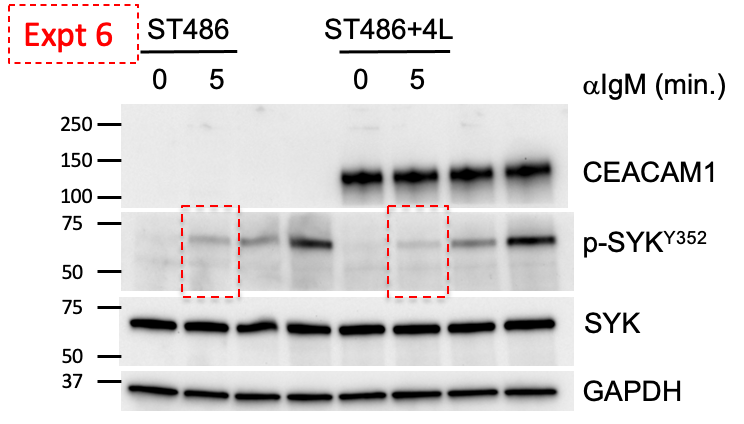 Expt 6
ST486
ST486+4L
0 5 0 5 αIgM (min.)
250
150
100
CEACAM1
75
50
p-SYKY352
75
50
SYK
37
GAPDH